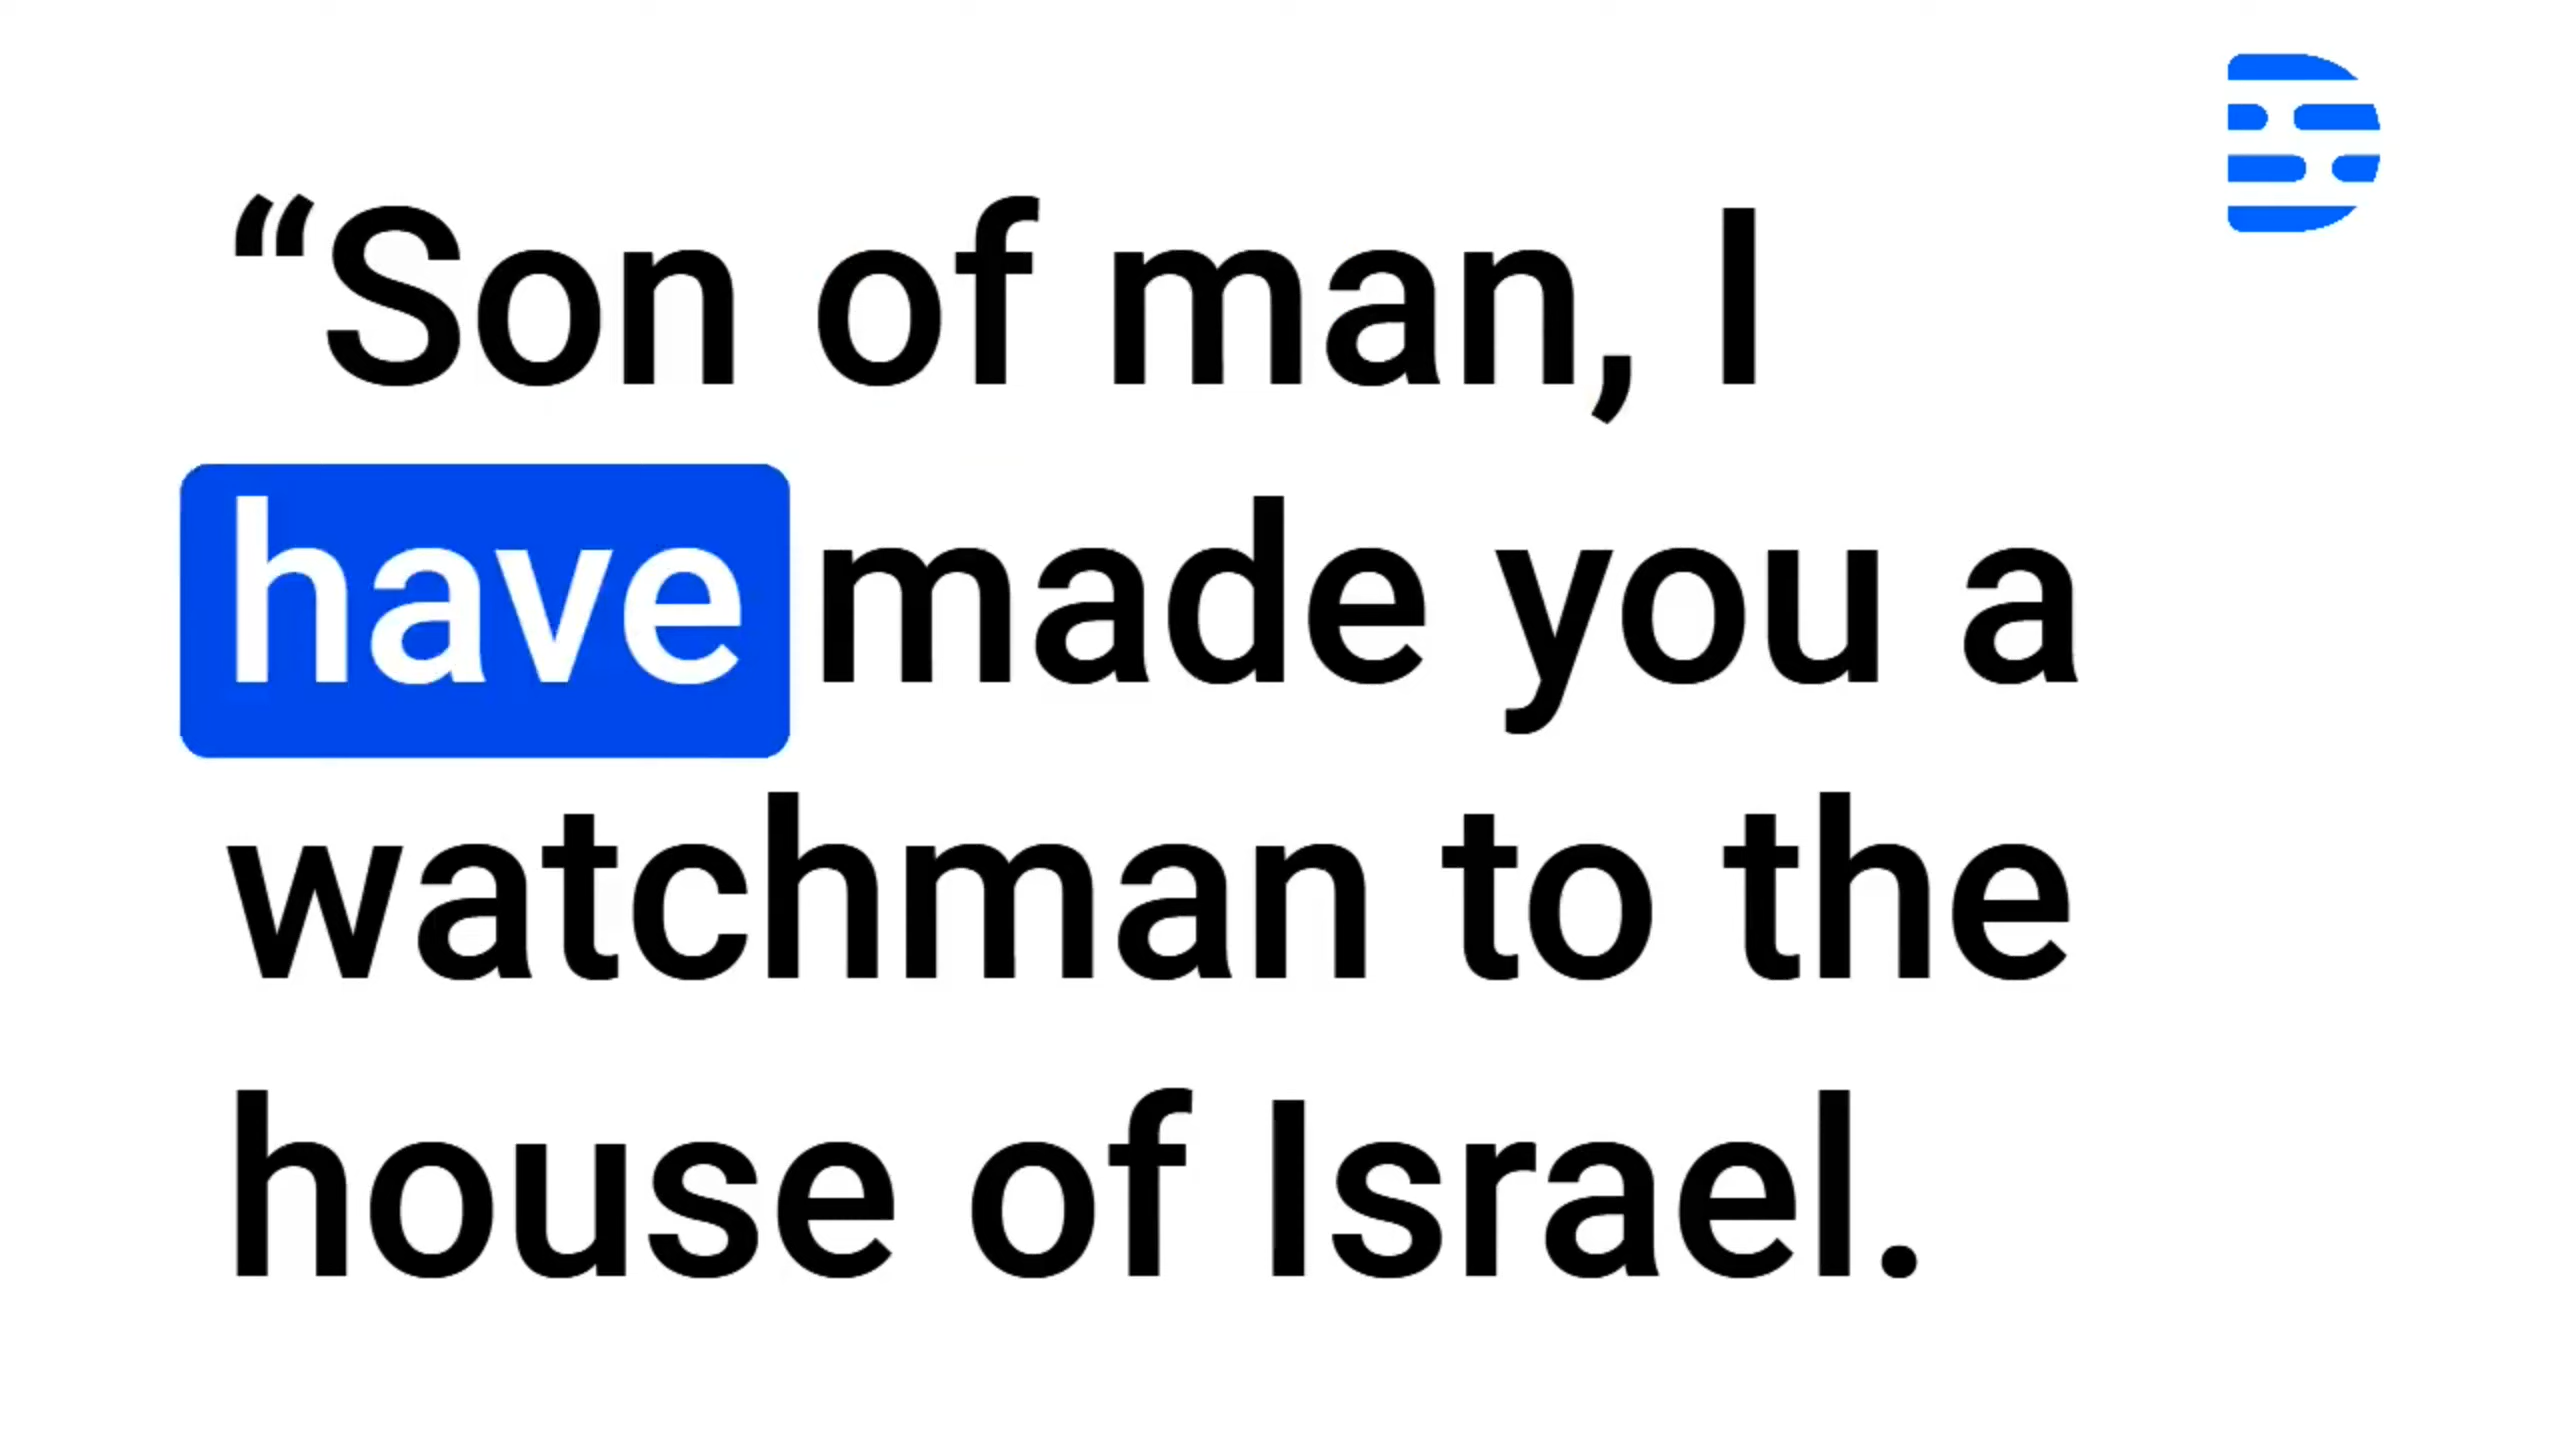 “Son of man, I
have made you a
watchman to the
house of Israel.